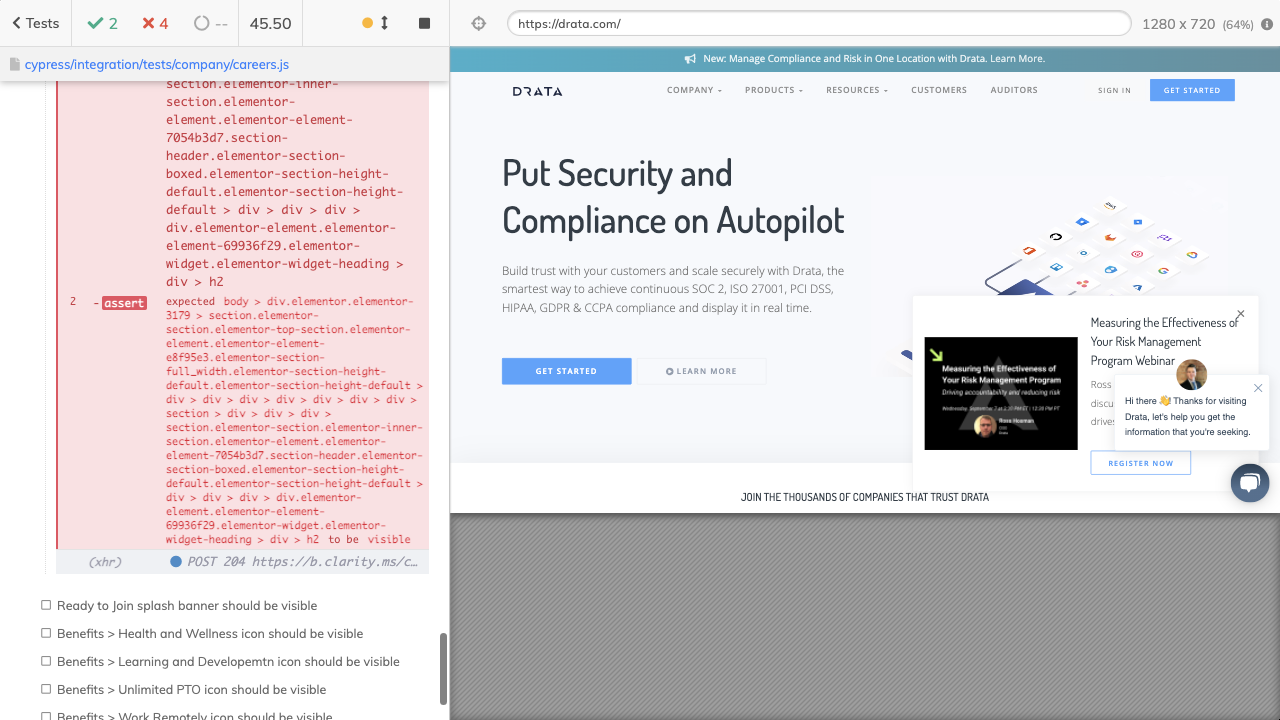 Tests
2
4
--
45.50
https://drata.com/
1280 x 720 (64%)
cypress/integration/tests/company/careers.js
section.elementor-inner-
section.elementor-
element.elementor-element-
7054b3d7.section-
header.elementor-section-
boxed.elementor-section-height-
default.elementor-section-height-
default > div > div > div >
div.elementor-element.elementor-
element-69936f29.elementor-
widget.elementor-widget-heading >
div > h2
2 -assert expected body > div.elementor.elementor-
3179 > section.elementor-
section.elementor-top-section.elementor-
element.elementor-element-
e8f95e3.elementor-section-
full_width.elementor-section-height-
default.elementor-section-height-default >
div > div > div > div > div > div > div >
section > div > div > div >
section.elementor-section.elementor-inner-
section.elementor-element.elementor-
element-7054b3d7.section-header.elementor-
section-boxed.elementor-section-height-
default.elementor-section-height-default >
div > div > div > div.elementor-
element.elementor-element-
69936f29.elementor-widget.elementor-
widget-heading > div > h2 to be visible
(xhr) POST 204 https://b.clarity.ms/c…
Ready to Join splash banner should be visible
Benefits > Health and Wellness icon should be visible
Benefits > Learning and Developemtn icon should be visible
Benefits > Unlimited PTO icon should be visible
Benefits > Work Remotely icon should be visible
New: Manage Compliance and Risk in One Location with Drata. Learn More.
DRATA
COMPANY PRODUCTS RESOURCES CUSTOMERS AUDITORS
SIGN IN
GET STARTED
Put Security and
Compliance on Autopilot
Build trust with your customers and scale securely with Drata, the
smartest way to achieve continuous SOC 2, ISO 27001, PCI DSS,
HIPAA, GDPR & CCPA compliance and display it in real time.
GET STARTED
LEARN MORE
Measuring the Effectiveness of
Your Risk Management
Program Webinar
Ross
discu
drives
REGISTER NOW
Measuring the Effectiveness of
Your Risk Management Program
Driving accountability and reducing risk
Hi there 👋 Thanks for visiting
Drata, let's help you get the
information that you're seeking.
JOIN THE THOUSANDS OF COMPANIES THAT TRUST DRATA